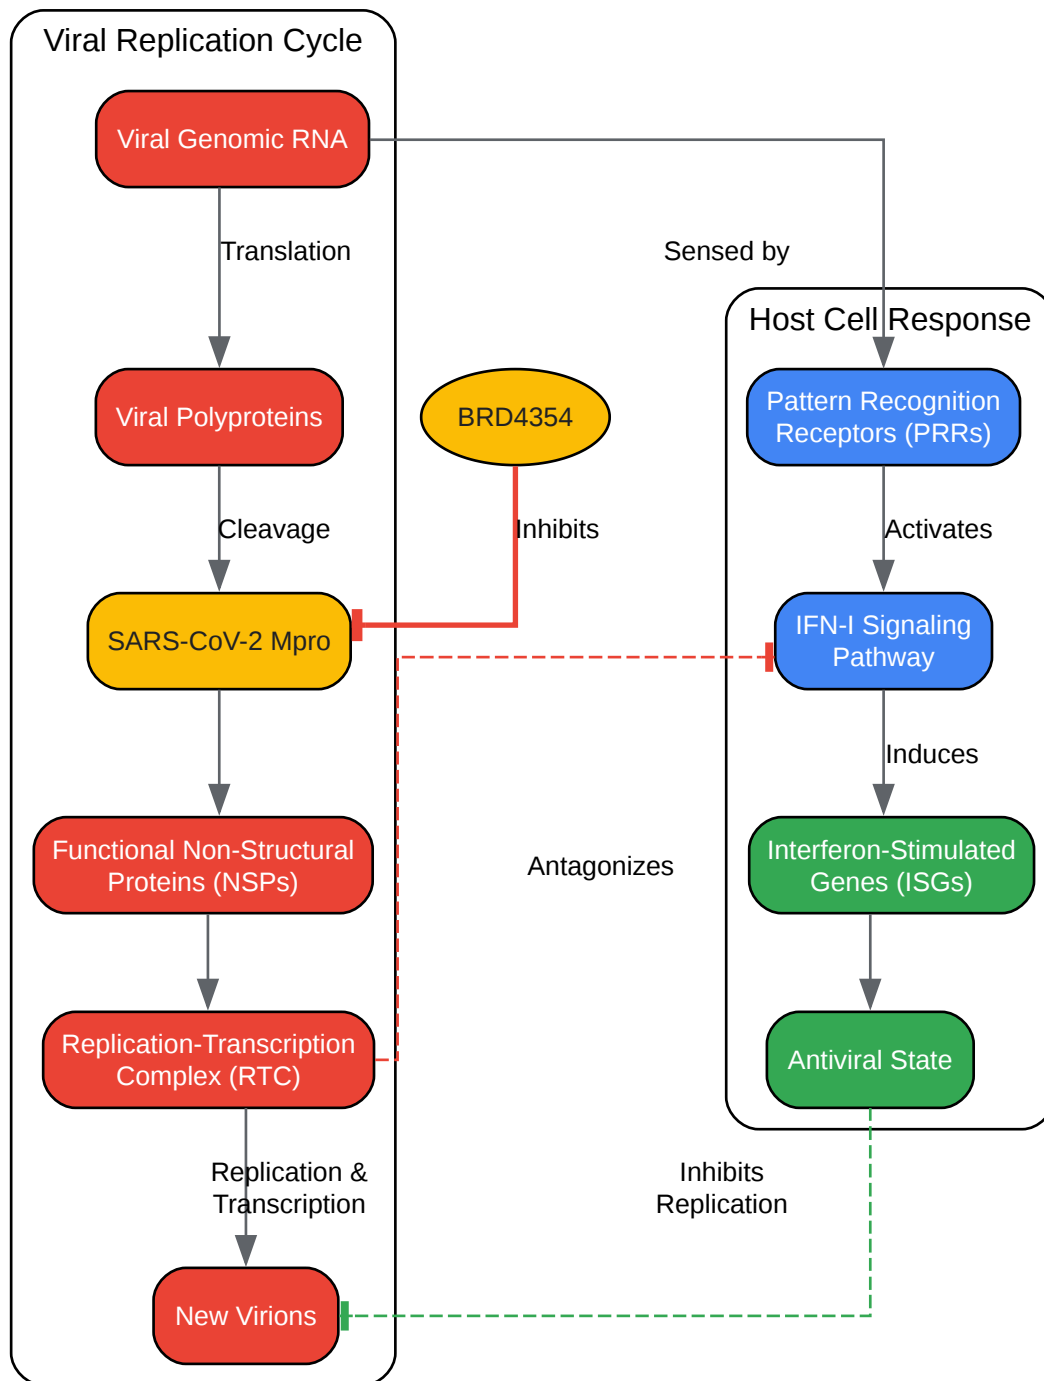 Viral Replication Cycle
Viral Genomic RNA
Translation
Sensed by
Host Cell Response
Viral Polyproteins
BRD4354
Pattern Recognition
Receptors (PRRs)
Cleavage
Inhibits
Activates
SARS-CoV-2 Mpro
IFN-I Signaling
Pathway
Induces
Functional Non-Structural
Proteins (NSPs)
Antagonizes
Interferon-Stimulated
Genes (ISGs)
Replication-Transcription
Complex (RTC)
Antiviral State
Replication &
Transcription
Inhibits
Replication
New Virions